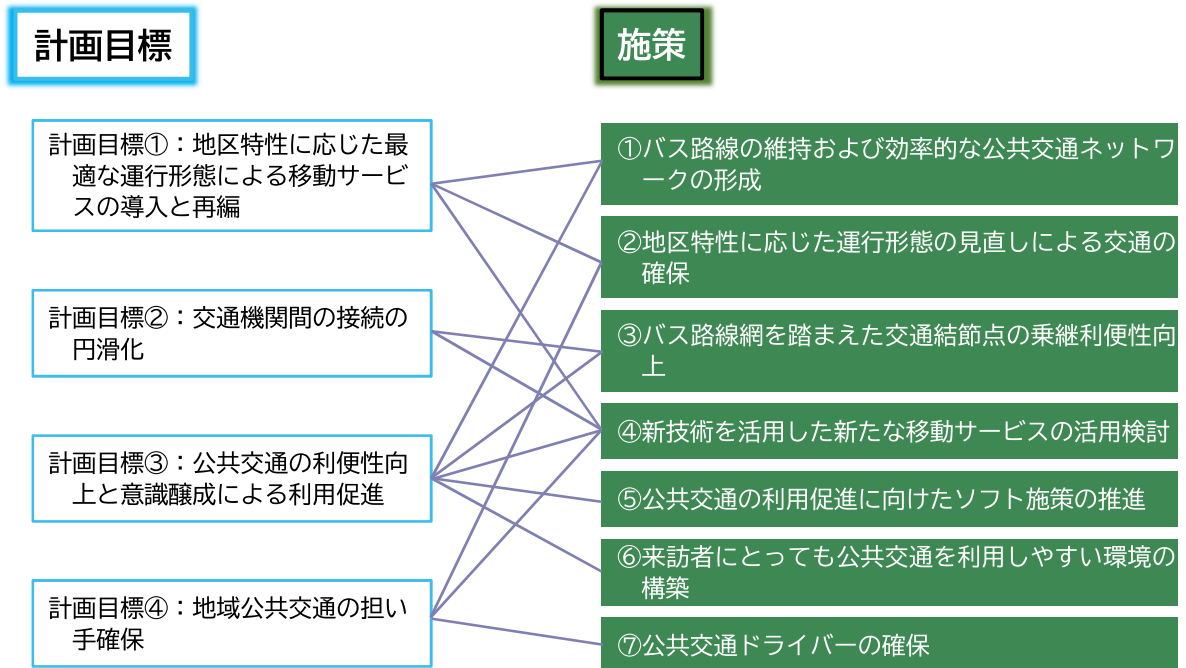 計画目標
施策
計画目標①：地区特性に応じた最
適な運行形態による移動サービ
スの導入と再編
計画目標②：交通機関間の接続の
円滑化
計画目標③：公共交通の利便性向
上と意識醸成による利用促進
計画目標④：地域公共交通の担い
手確保
①バス路線の維持および効率的な公共交通ネットワ
ークの形成
②地区特性に応じた運行形態の見直しによる交通の
確保
③バス路線網を踏まえた交通結節点の乗継利便性向
上
④新技術を活用した新たな移動サービスの活用検討
⑤公共交通の利用促進に向けたソフト施策の推進
⑥来訪者にとっても公共交通を利用しやすい環境の
構築
⑦公共交通ドライバーの確保